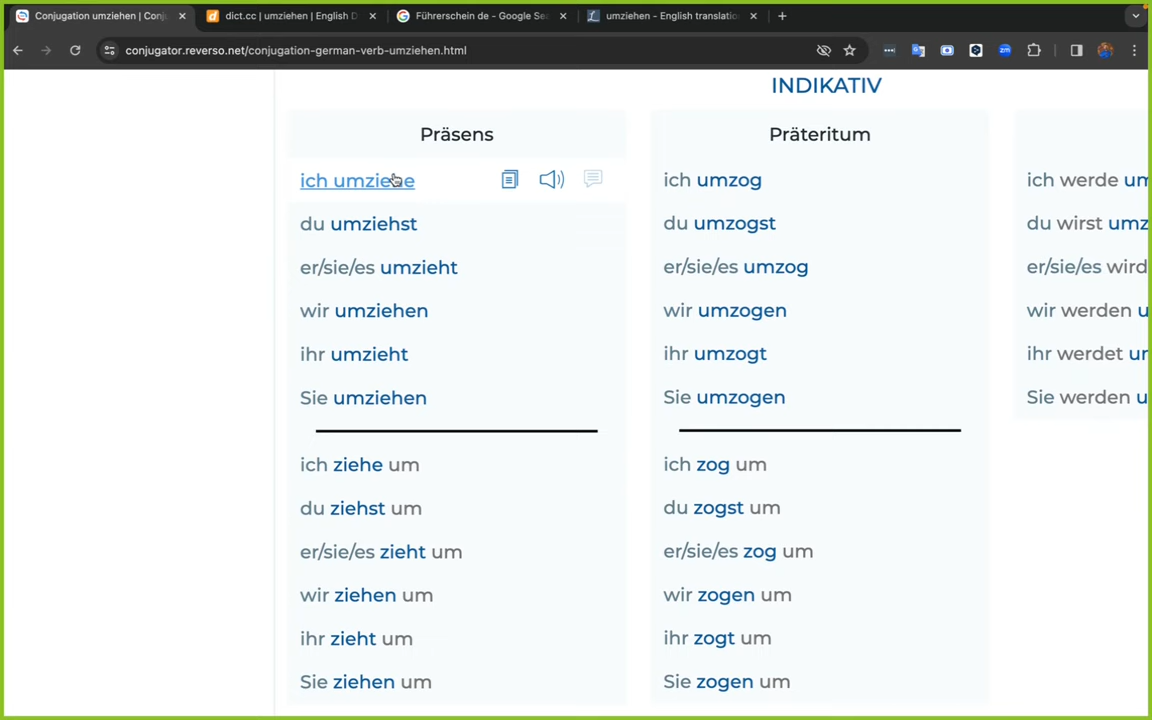 Conjugation umziehen | Conj
dict.cc | umziehen | English D
Führerschein de - Google Sea
umziehen - English translatio
conjugator.reverso.net/conjugation-german-verb-umziehen.html
INDIKATIV
Präsens
ich umziehe
du umziehst
er/sie/es umzieht
wir umziehen
ihr umzieht
Sie umziehen
ich ziehe um
du ziehst um
er/sie/es zieht um
wir ziehen um
ihr zieht um
Sie ziehen um
Präteritum
ich umzog
du umzogst
er/sie/es umzog
wir umzogen
ihr umzogt
Sie umzogen
ich zog um
du zogst um
er/sie/es zog um
wir zogen um
ihr zogt um
Sie zogen um
ich werde um
du wirst umz
er/sie/es wird
wir werden u
ihr werdet um
Sie werden u